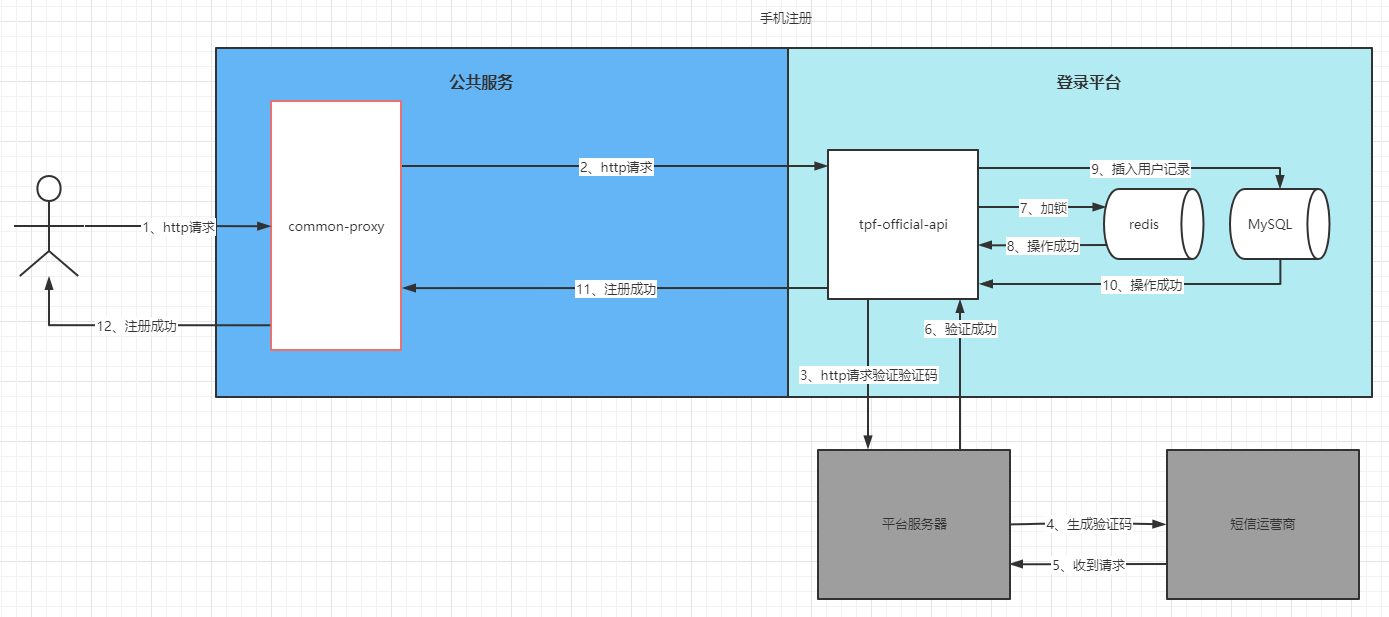 手机注册
公共服务
登录平台
2、http请求
9、插入用户记录
7、加锁
1、http请求
common-proxy
tpf-official-api
redis
MySQL
8、操作成功
11、注册成功
10、操作成功
12、注册成功
6、验证成功
3、http请求验证验证码
平台服务器
4、生成验证码
短信运营商
5、收到请求